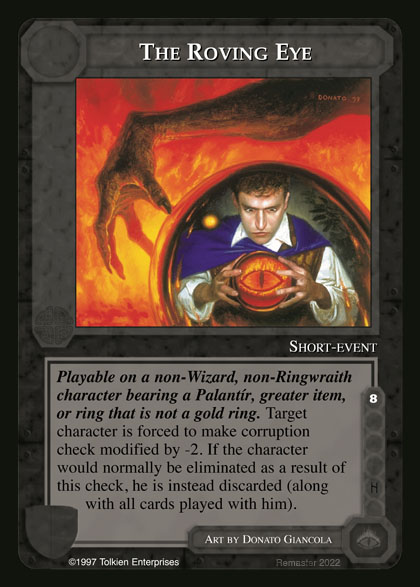 The Roving Eye
DONATO 97
Short-event
Playable on a non-Wizard, non-Ringwraith
character bearing a Palantír, greater item,
or ring that is not a gold ring. Target
character is forced to make corruption
check modified by -2. If the character
would normally be eliminated as a result of
this check, he is instead discarded (along
with all cards played with him).
8
H
Art by Donato Giancola
©1997 Tolkien Enterprises
Remaster 2022